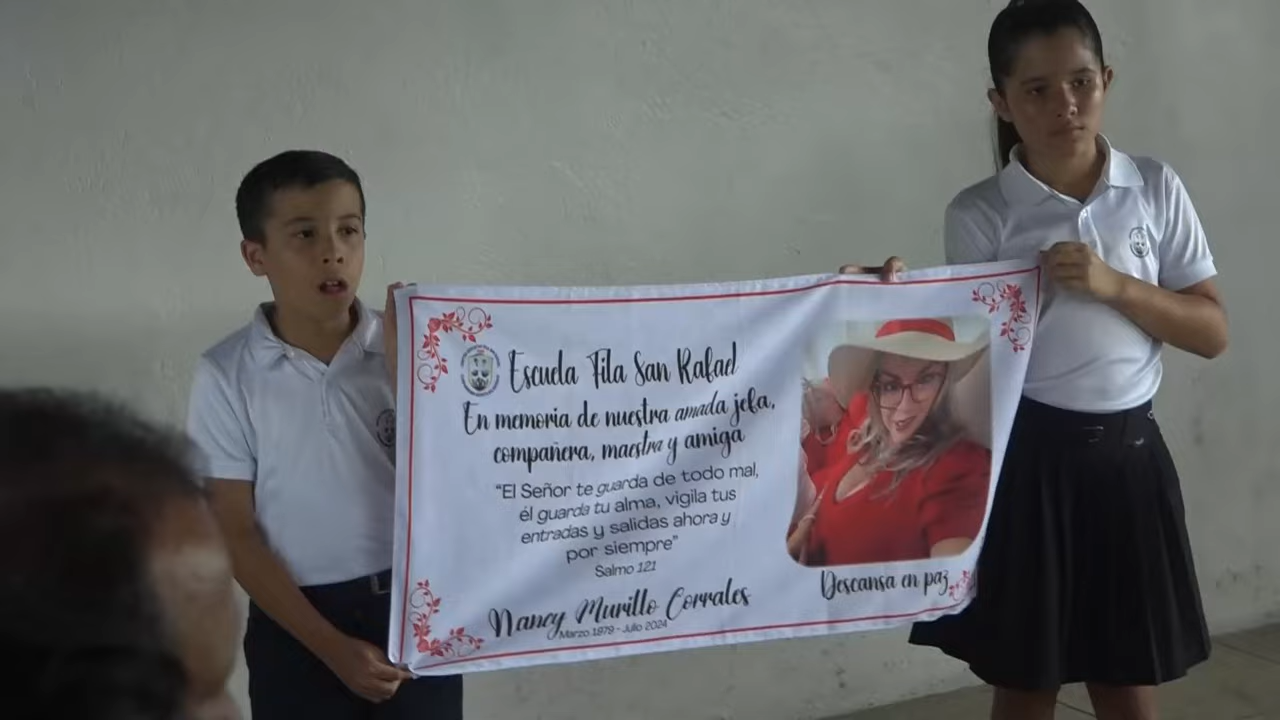 Escuela Fila San Rafael
En memoria de nuestra amada jefa,
compañera, maestra y amiga
"El Señor te guarda de todo mal,
él guarda tu alma, vigila tus
entradas y salidas ahora y
por siempre"
Salmo 121
Nancy Murillo Corrales
Marzo 1979 - Julio 2024
Descansa en paz